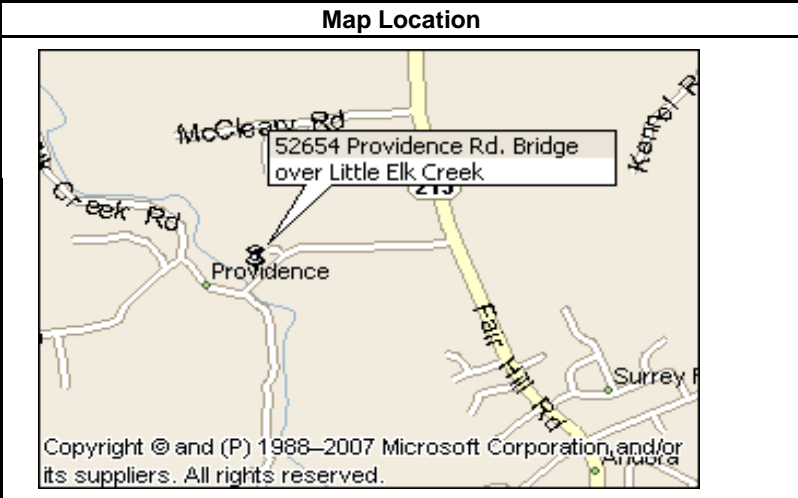 Map Location
McCleary Rd
52654 Providence Rd. Bridge
over Little Elk Creek
213
Creek Rd
Providence
Fair Hill Rd
Surrey
Andora
Copyright © and (P) 1988–2007 Microsoft Corporation and/or
its suppliers. All rights reserved.